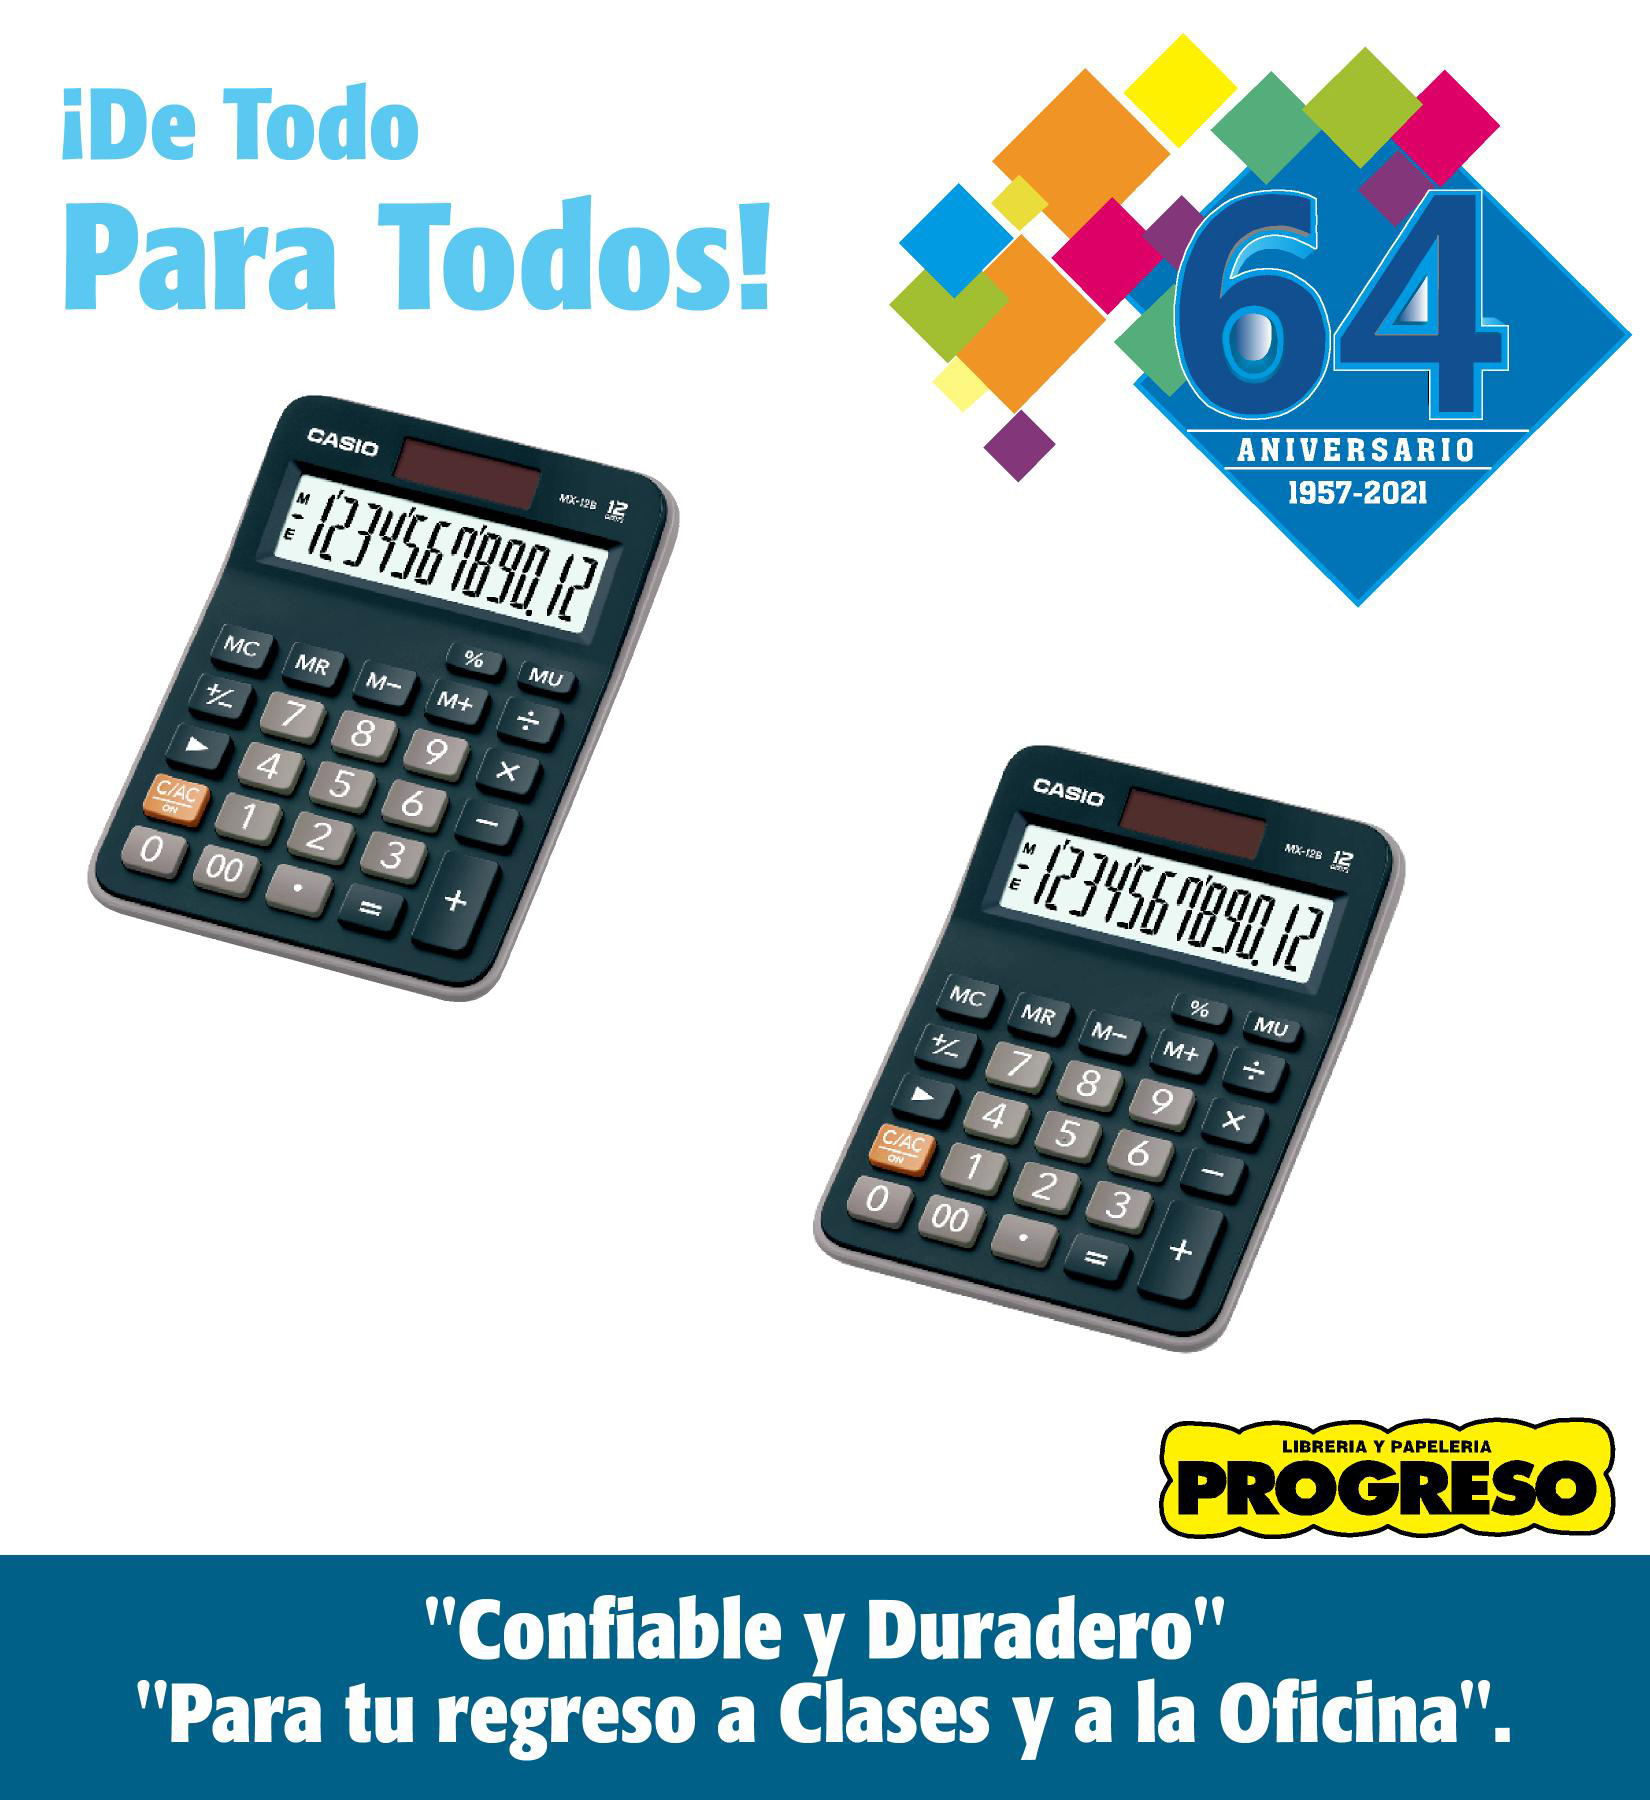 ¡De Todo
Para Todos!
64
ANIVERSARIO
1957-2021
CASIO
MX-12B 12
M
-
E
1'234'567'890.12
MC MR M− M+ % MU
+/− 7 8 9 ÷
▶ 4 5 6 ×
C/AC
ON
1 2 3 −
0 00 · = +
CASIO
MX-12B 12
M
-
E
1'234'567'890.12
MC MR M− M+ % MU
+/− 7 8 9 ÷
▶ 4 5 6 ×
C/AC
ON
1 2 3 −
0 00 · = +
LIBRERIA Y PAPELERIA
PROGRESO
"Confiable y Duradero"
"Para tu regreso a Clases y a la Oficina".